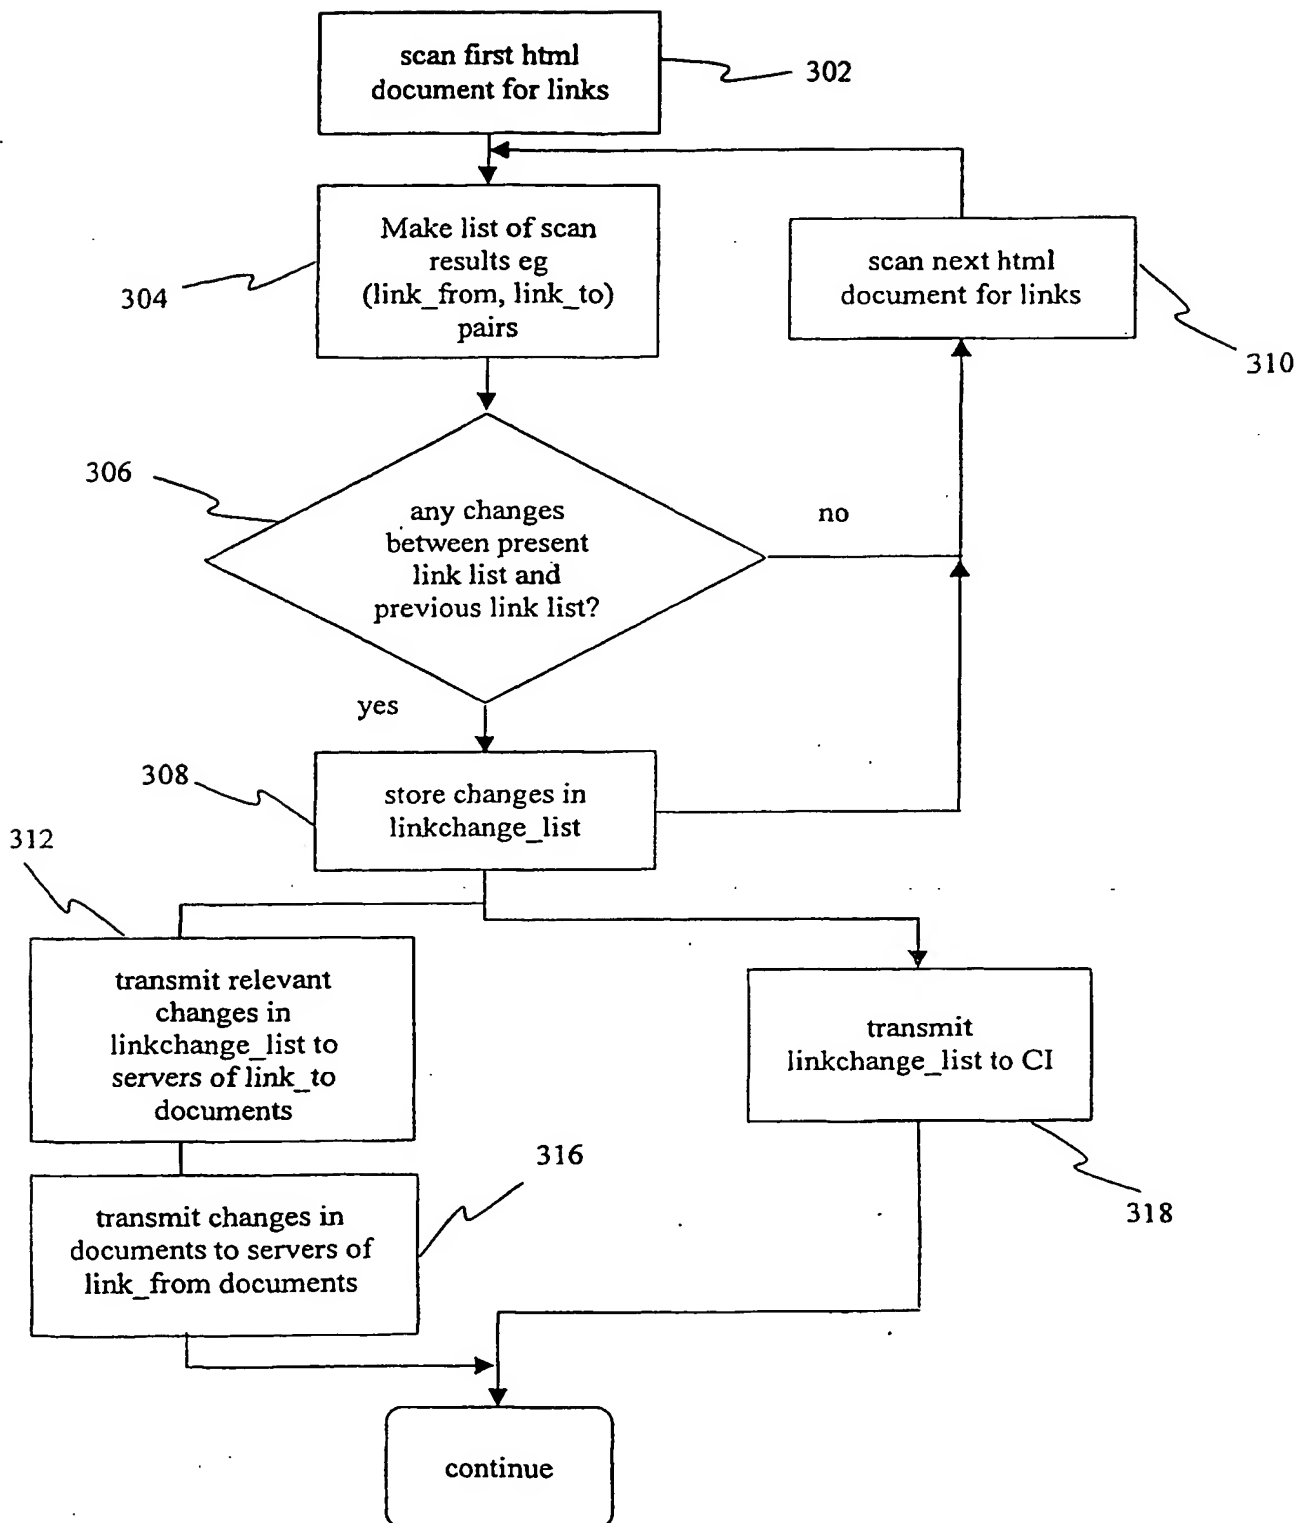 scan first html
document for links
302
Make list of scan
results eg
(link_from, link_to)
pairs
304
scan next html
document for links
310
306
any changes
between present
link list and
previous link list?
no
yes
308
store changes in
linkchange_list
312
transmit relevant
changes in
linkchange_list to
servers of link_to
documents
transmit
linkchange_list to CI
318
316
transmit changes in
documents to servers of
link_from documents
continue